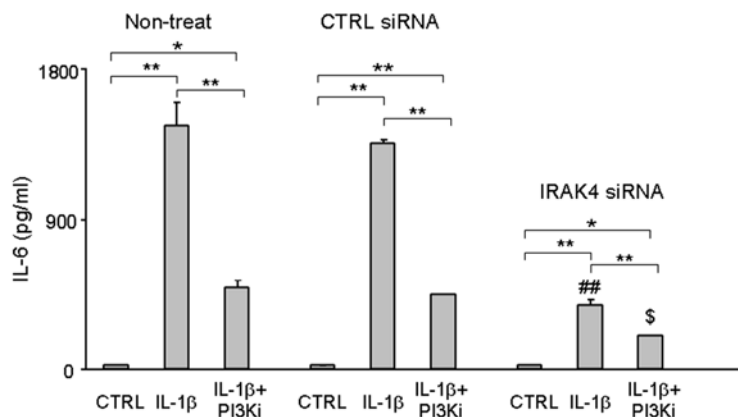 Non-treat
CTRL siRNA
*
**
**
1800
**
**
**
IL-6 (pg/ml)
900
IRAK4 siRNA
*
**
**
##
$
0
CTRL IL-1β IL-1β+ PI3Ki
CTRL IL-1β IL-1β+ PI3Ki
CTRL IL-1β IL-1β+ PI3Ki